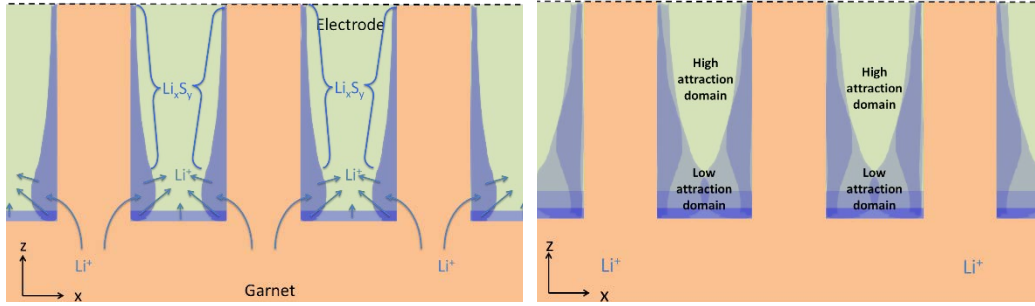 Electrode
LixSy
LixSy
Li+
Li+
Li+
Li+
z
x
Garnet
High
attraction
domain
High
attraction
domain
Low
attraction
domain
Low
attraction
domain
Li+
Li+
z
x